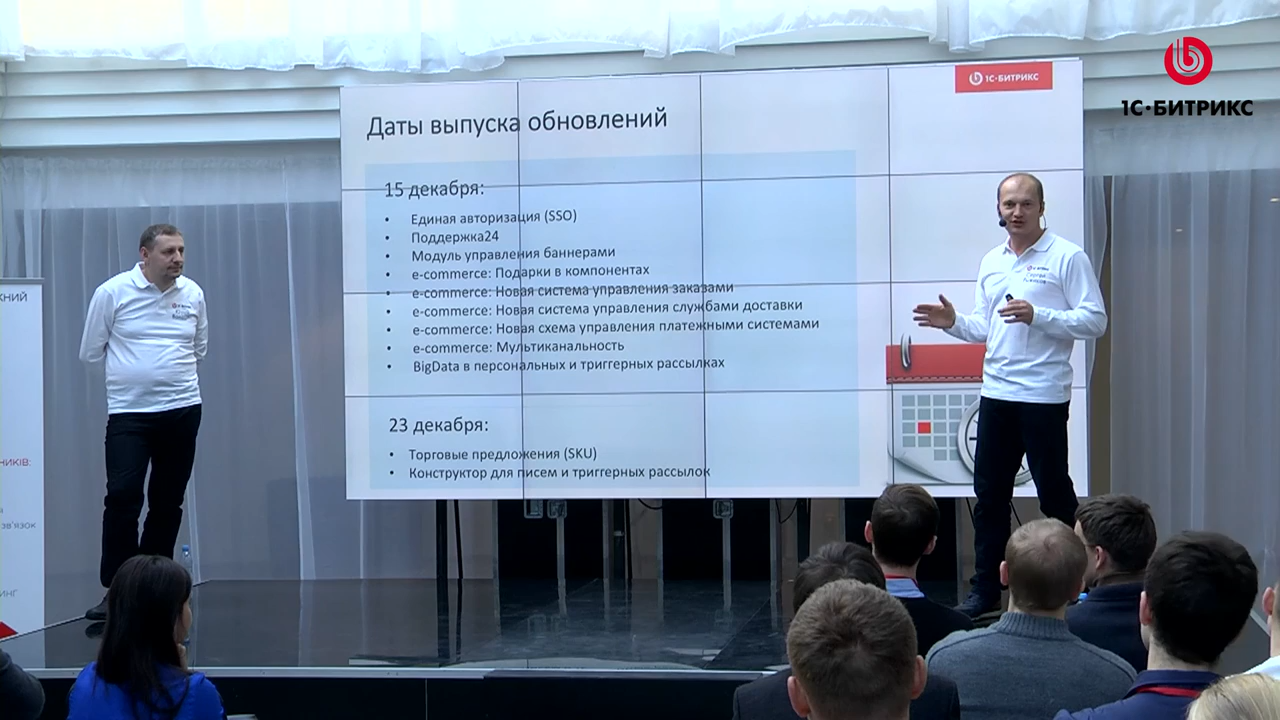 1С·БИТРИКС
1С·БИТРИКС
Даты выпуска обновлений
15 декабря:
• Единая авторизация (SSO)
• Поддержка24
• Модуль управления баннерами
• e-commerce: Подарки в компонентах
• e-commerce: Новая система управления заказами
• e-commerce: Новая система управления службами доставки
• e-commerce: Новая схема управления платежными системами
• e-commerce: Мультиканальность
• BigData в персональных и триггерных рассылках
23 декабря:
• Торговые предложения (SKU)
• Конструктор для писем и триггерных рассылок
зв'язок